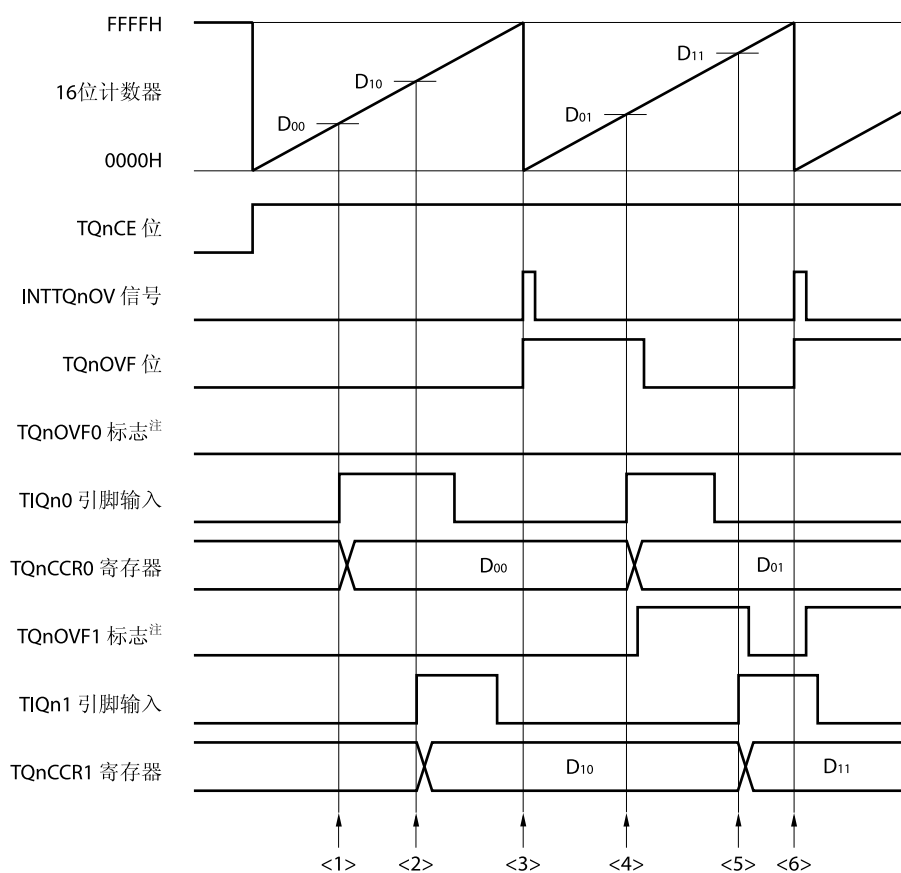 FFFFH
D11
D10
16位计数器
D00
D01
0000H
TQnCE 位
INTTQnOV 信号
TQnOVF 位
TQnOVF0 标志注
TIQn0 引脚输入
TQnCCR0 寄存器
D00
D01
TQnOVF1 标志注
TIQn1 引脚输入
TQnCCR1 寄存器
D10
D11
<1>
<2>
<3>
<4>
<5>
<6>